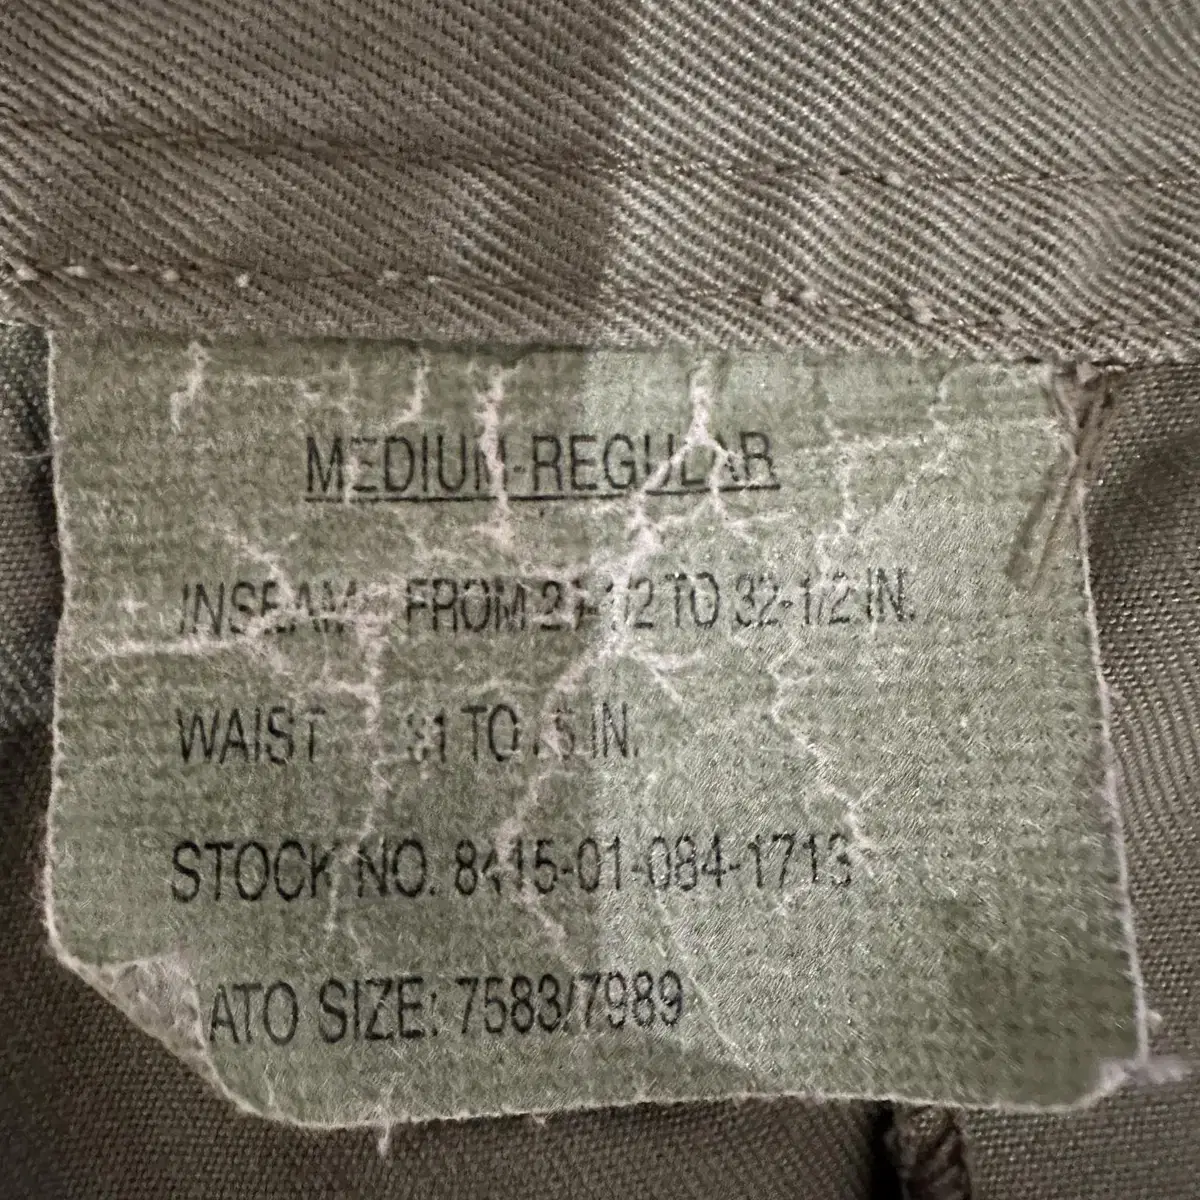 MEDIUM-REGULAR
INSEAM FROM 1/2 TO 32-1/2 IN.
WAIST TO IN.
STOCK NO. 8415-01-084-1713
ATO SIZE: 7583/7989